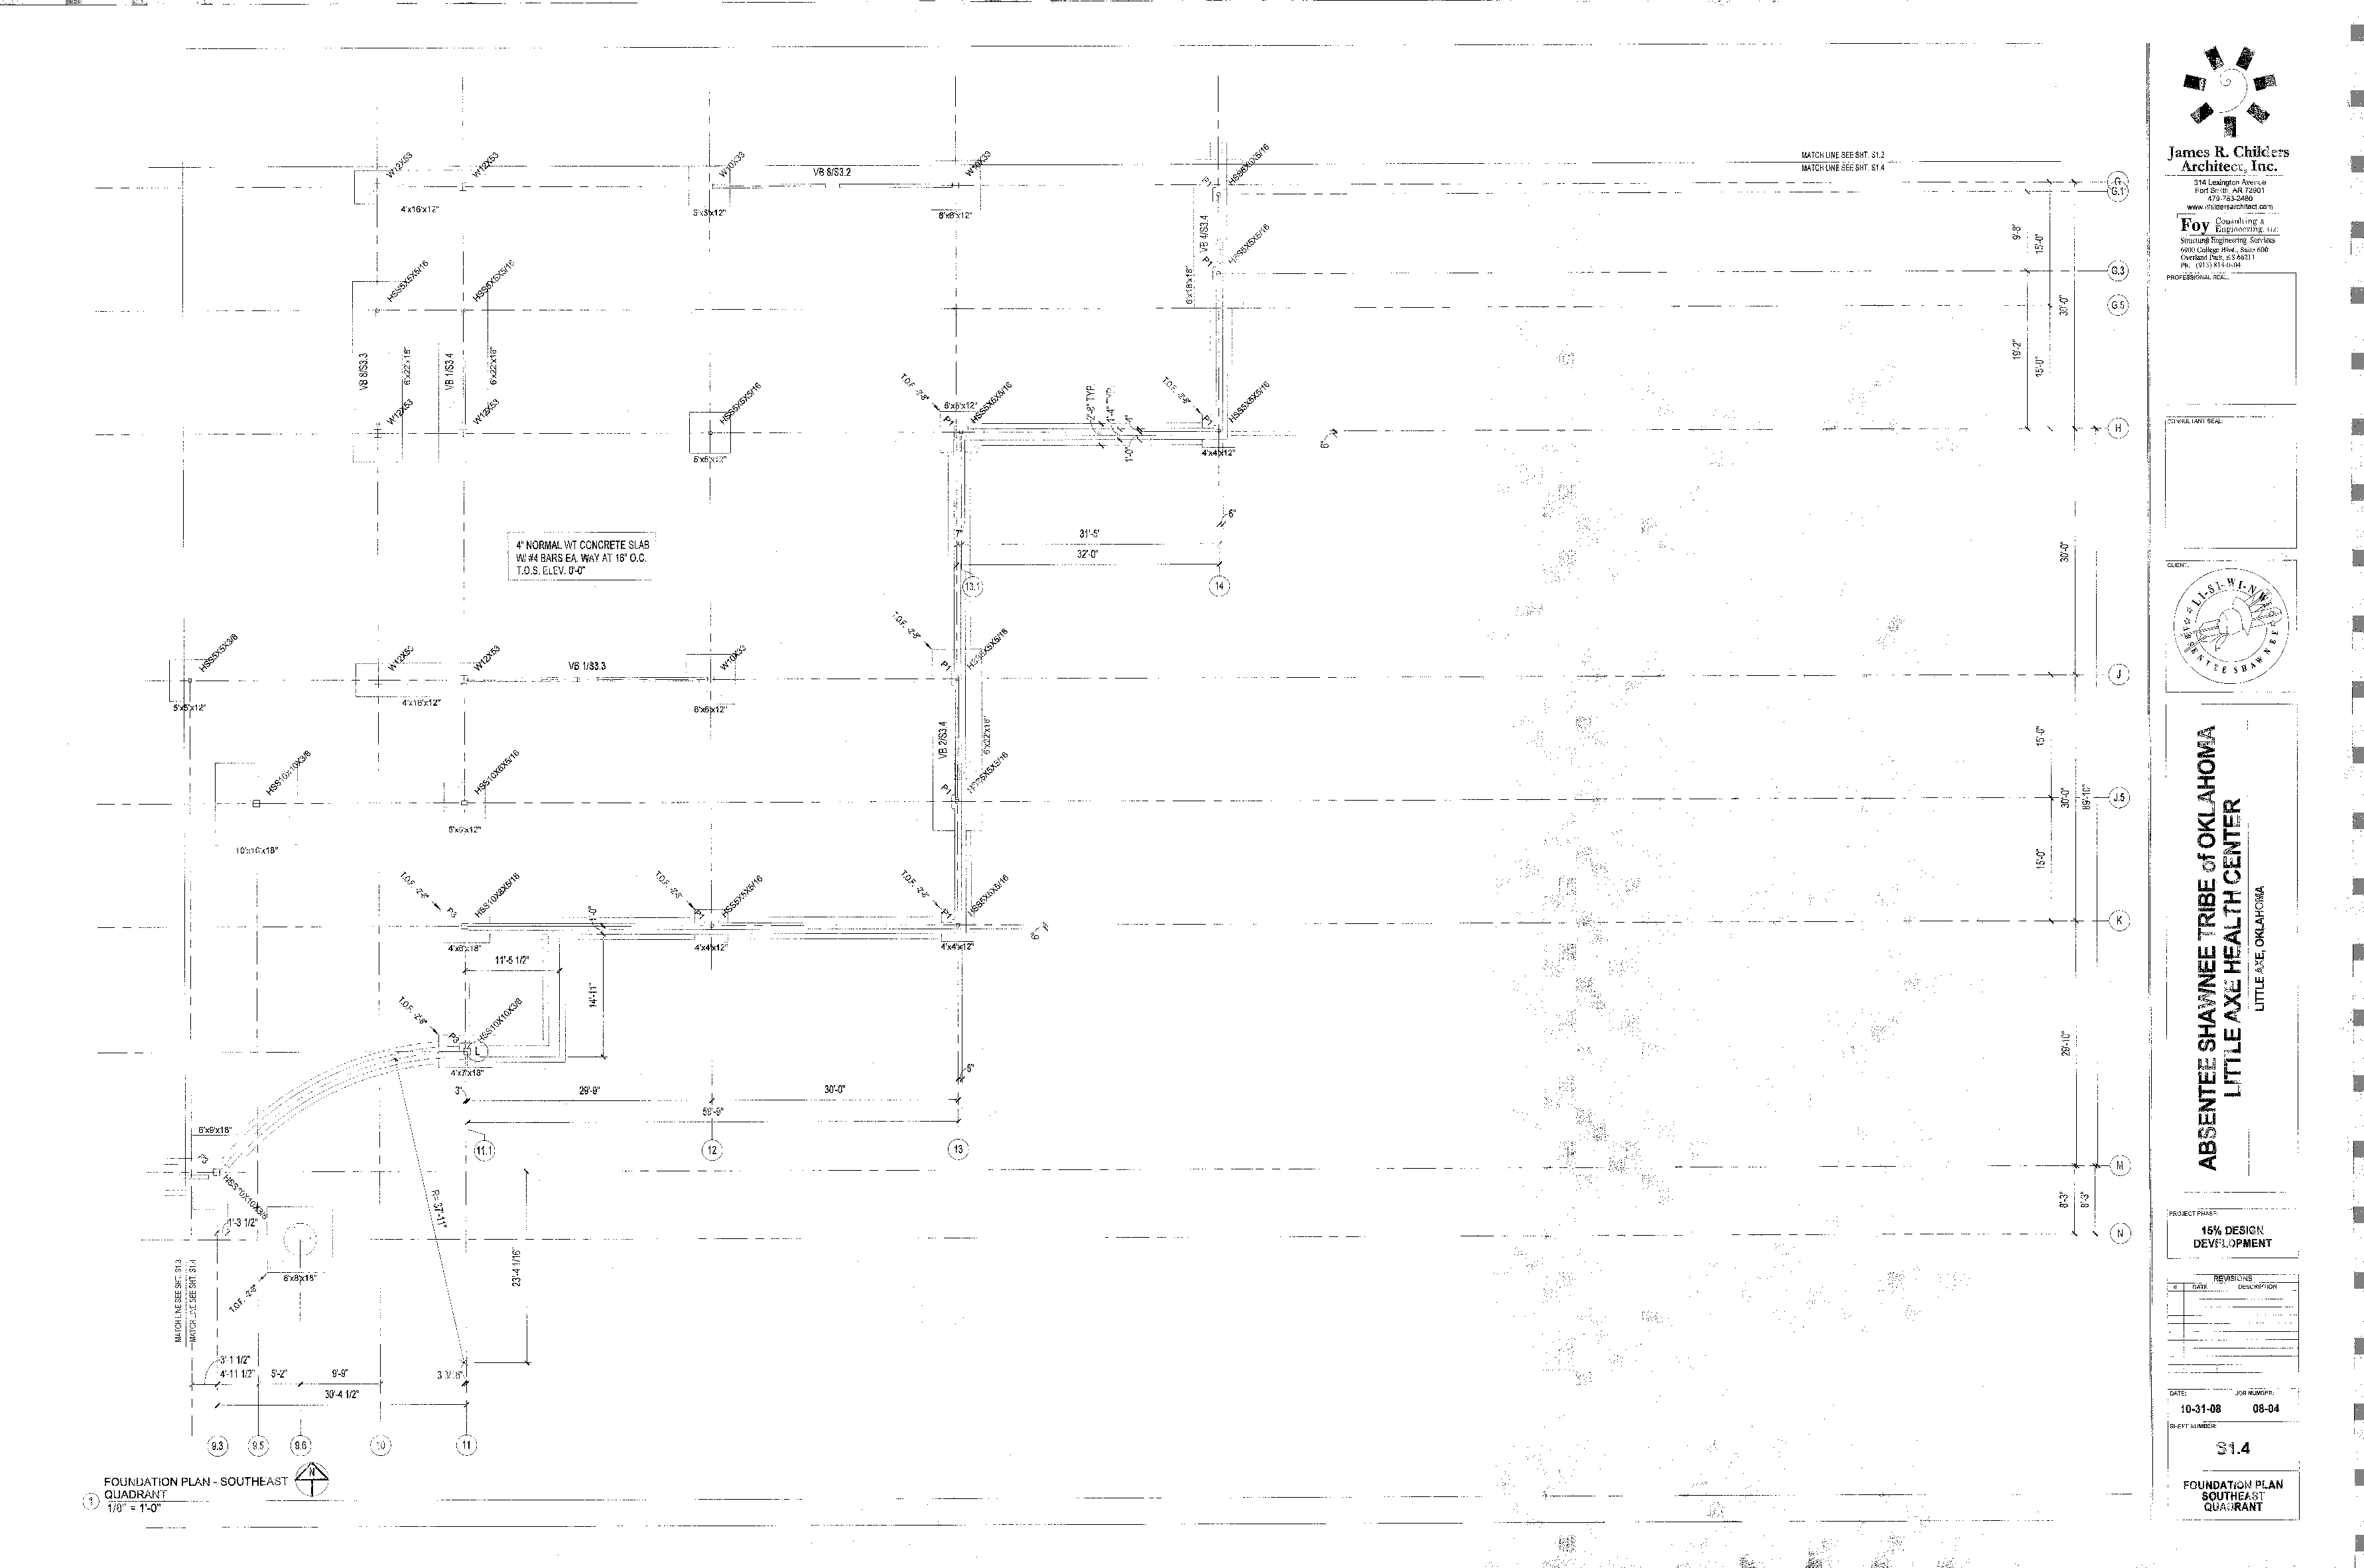 W12X53
W12X53
W10X33
VB 8/S3.2
W10X33
HSS5X5X5/16
P1
4'x16'x12"
5'x5'x12"
6'x6'x12"
VB 4/S3.4
HSS5X5X5/16
P1
6'x18'x18"
MATCH LINE SEE SHT. S1.2
MATCH LINE SEE SHT. S1.4
G
G.1
G.3
G.5
9'-8"
15'-0"
30'-0"
19'-2"
15'-0"
HSS5X5X5/16
HSS5X5X5/16
VB 8/S3.3
6'x22'x18"
VB 1/S3.4
6'x22'x18"
W12X53
W12X53
HSS5X5X5/16
5'x5'x12"
T.O.F. -2'-8"
6'x6'x12"
P1
HSS5X5X5/16
2'-8" TYP.
1'-4" TYP.
4"
1'-0"
T.O.F. -2'-8"
P1
HSS5X5X5/16
4'x4'x12"
6"
H
4" NORMAL WT CONCRETE SLAB
W/ #4 BARS EA. WAY AT 16" O.C.
T.O.S. ELEV. 0'-0"
6"
7"
31'-5"
32'-0"
13.1
14
30'-0"
HSS5X5X3/8
5'x5'x12"
W12X53
W12X53
VB 1/S3.3
W10X33
4'x16'x12"
6'x6'x12"
T.O.F. -2'-8"
P1
HSS5X5X5/16
J
VB 2/S3.4
6'x22'x18"
HSS10X10X3/8
10'x10'x18"
HSS10X6X5/16
5'x5'x12"
P1
HSS5X5X5/16
15'-0"
30'-0"
89'-10"
J.5
15'-0"
T.O.F. -2'-8"
P3
HSS10X6X5/16
4'x6'x18"
1'-0"
T.O.F. -2'-8"
P1
HSS5X5X5/16
4'x4'x12"
T.O.F. -2'-8"
P1
HSS5X5X5/16
4'x4'x12"
6"
K
11'-5 1/2"
14'-11"
T.O.F. -2'-8"
P3
HSS10X10X3/8
L
4'x7'x18"
29'-10"
3"
29'-9"
30'-0"
59'-9"
11.1
12
13
6'x9'x18"
P3
HSS10X10X3/8
M
1'-3 1/2"
R= 37'-11"
23'-4 1/16"
8'-3"
8'-3"
N
MATCH LINE SEE SHT. S1.3
MATCH LINE SEE SHT. S1.4
T.O.F. -2'-8"
3'-1 1/2"
4'-11 1/2"
5'-2"
9'-9"
30'-4 1/2"
9.3
9.5
9.6
10
11
N
1
FOUNDATION PLAN - SOUTHEAST
QUADRANT
1/8" = 1'-0"
James R. Childers
Architect, Inc.
314 Lexington Avenue
Fort Smith, AR 72901
479-783-2480
www.childersarchitect.com
Foy Consulting &
Engineering, LLC
Structural Engineering Services
6900 College Blvd., Suite 600
Overland Park, KS 66211
PROFESSIONAL SEAL:
CONSULTANT SEAL:
CLIENT:
LI-SI-WI-NWI
ABSENTEE SHAWNEE
ABSENTEE SHAWNEE TRIBE of OKLAHOMA
LITTLE AXE HEALTH CENTER
LITTLE AXE, OKLAHOMA
PROJECT PHASE:
15% DESIGN
DEVELOPMENT
REVISIONS
# DATE DESCRIPTION
DATE: JOB NUMBER:
10-31-08 08-04
SHEET NUMBER:
S1.4
FOUNDATION PLAN
SOUTHEAST
QUADRANT